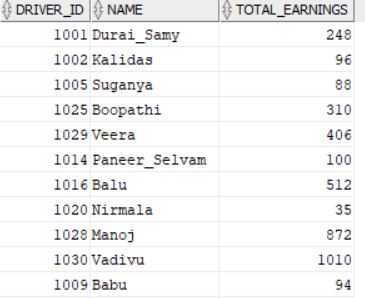 DRIVER_ID NAME TOTAL_EARNINGS
1001 Durai_Samy 248
1002 Kalidas 96
1005 Suganya 88
1025 Boopathi 310
1029 Veera 406
1014 Paneer_Selvam 100
1016 Balu 512
1020 Nirmala 35
1028 Manoj 872
1030 Vadivu 1010
1009 Babu 94